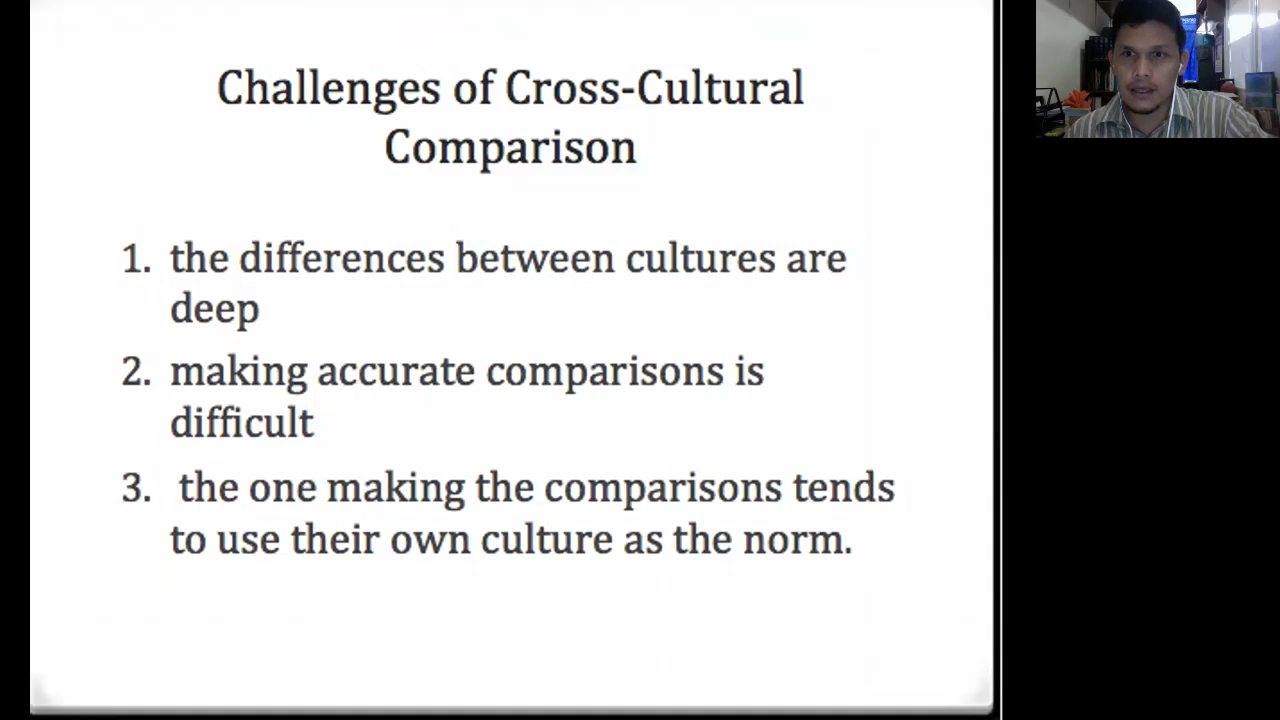 Challenges of Cross-Cultural
Comparison
1. the differences between cultures are
deep
2. making accurate comparisons is
difficult
3. the one making the comparisons tends
to use their own culture as the norm.